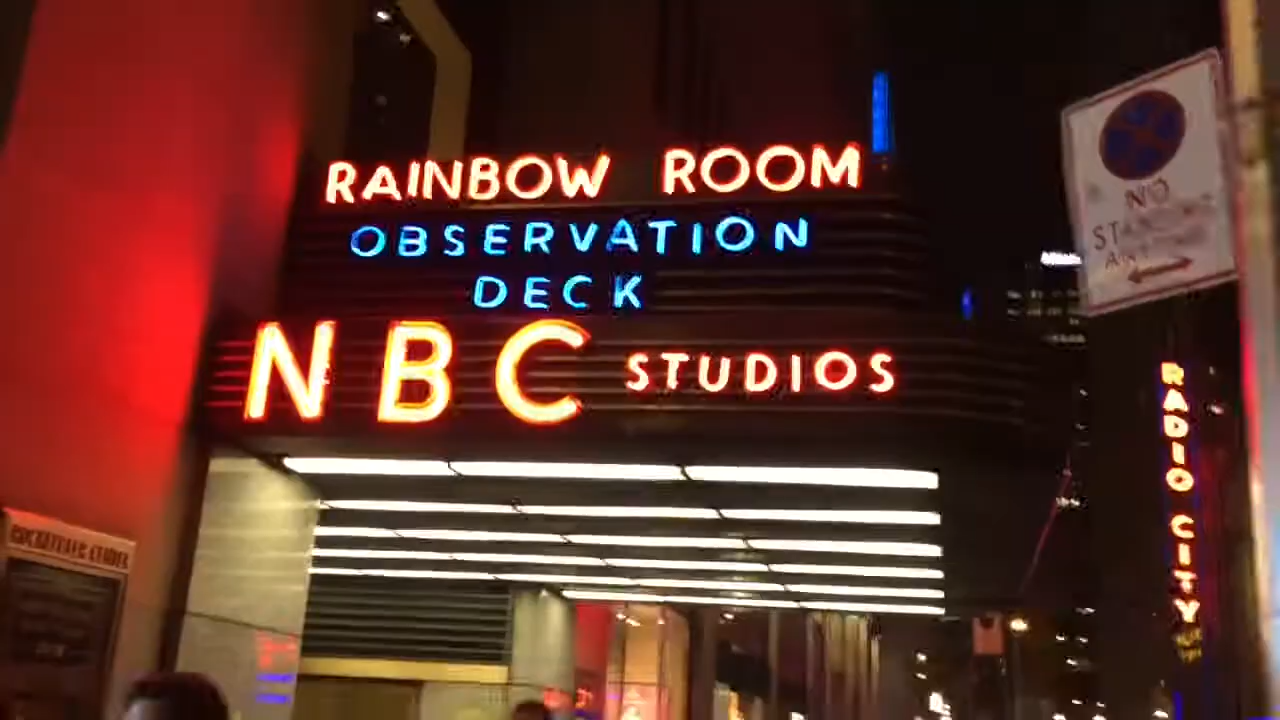 RAINBOW ROOM
OBSERVATION
DECK
NBC STUDIOS
NO
RADIO CITY